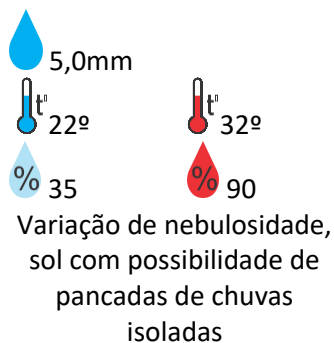 5,0mm
t° 22º t° 32º
% 35 % 90
Variação de nebulosidade,
sol com possibilidade de
pancadas de chuvas
isoladas